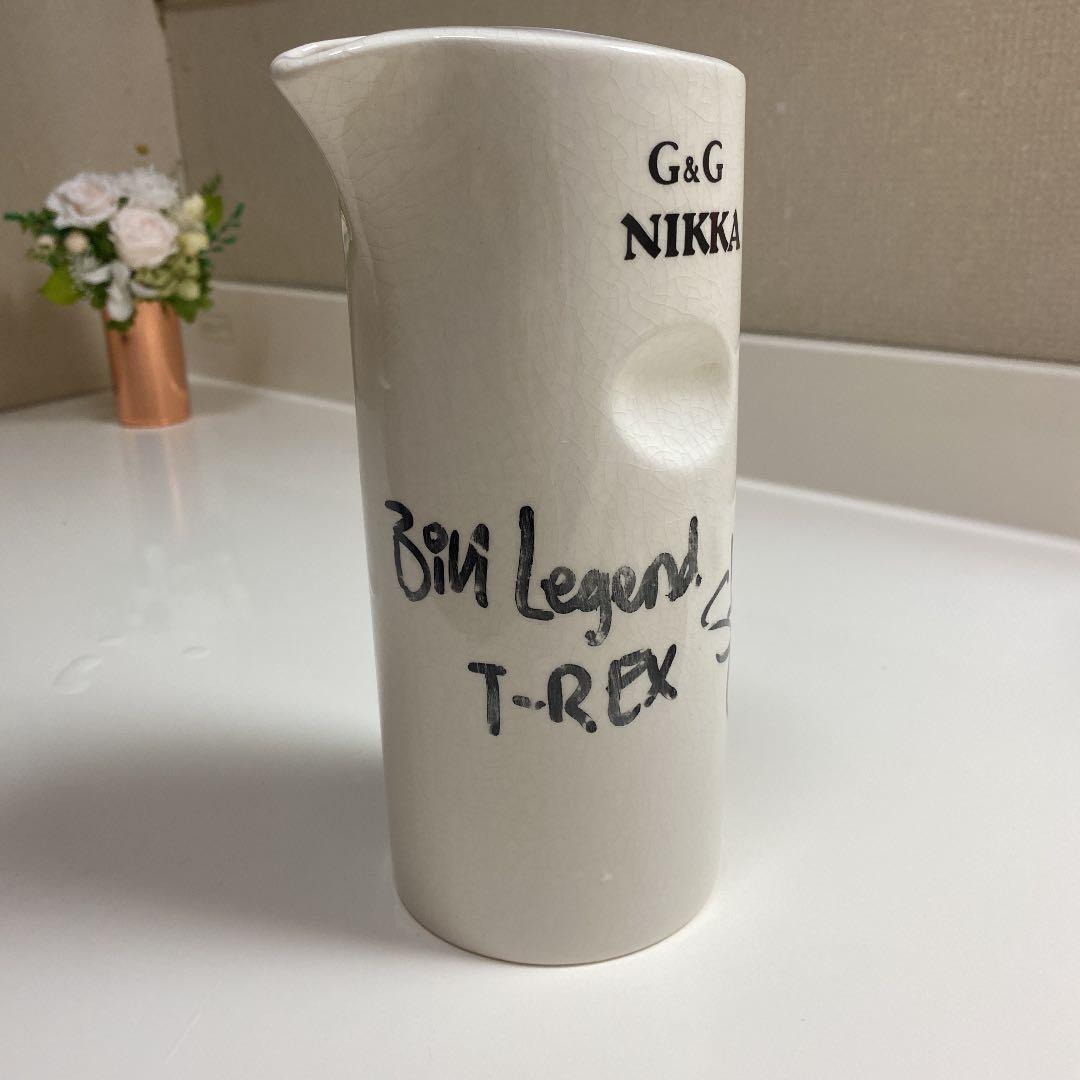 G&G
NIKKA
Bill Legend.
T-REX